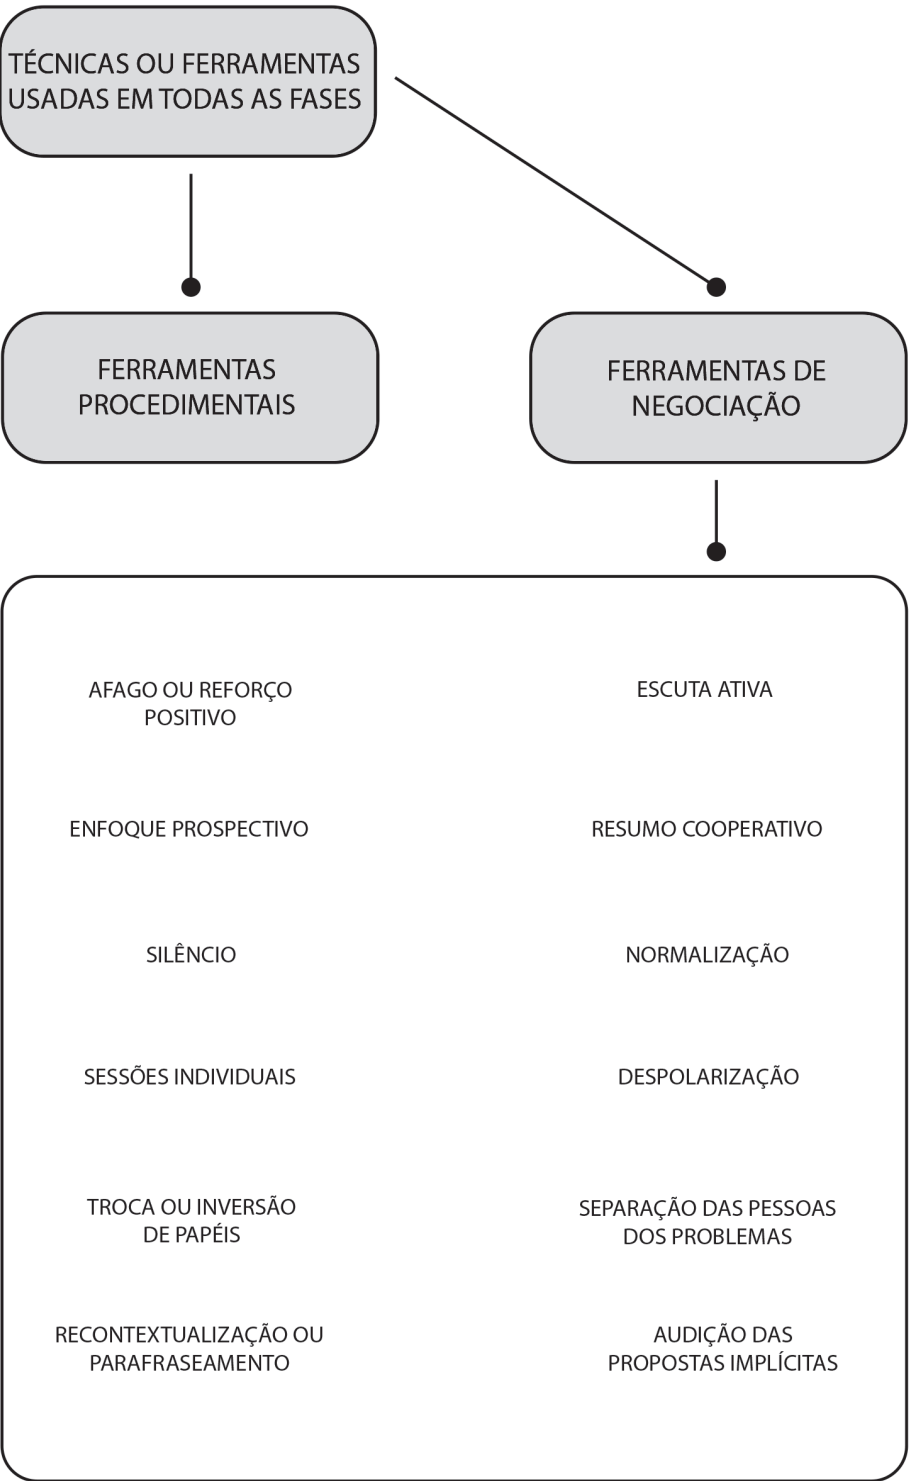 TÉCNICAS OU FERRAMENTAS
USADAS EM TODAS AS FASES
FERRAMENTAS
PROCEDIMENTAIS
FERRAMENTAS DE
NEGOCIAÇÃO
AFAGO OU REFORÇO
POSITIVO
ESCUTA ATIVA
ENFOQUE PROSPECTIVO
RESUMO COOPERATIVO
SILÊNCIO
NORMALIZAÇÃO
SESSÕES INDIVIDUAIS
DESPOLARIZAÇÃO
TROCA OU INVERSÃO
DE PAPÉIS
SEPARAÇÃO DAS PESSOAS
DOS PROBLEMAS
RECONTEXTUALIZAÇÃO OU
PARAFRASEAMENTO
AUDIÇÃO DAS
PROPOSTAS IMPLÍCITAS